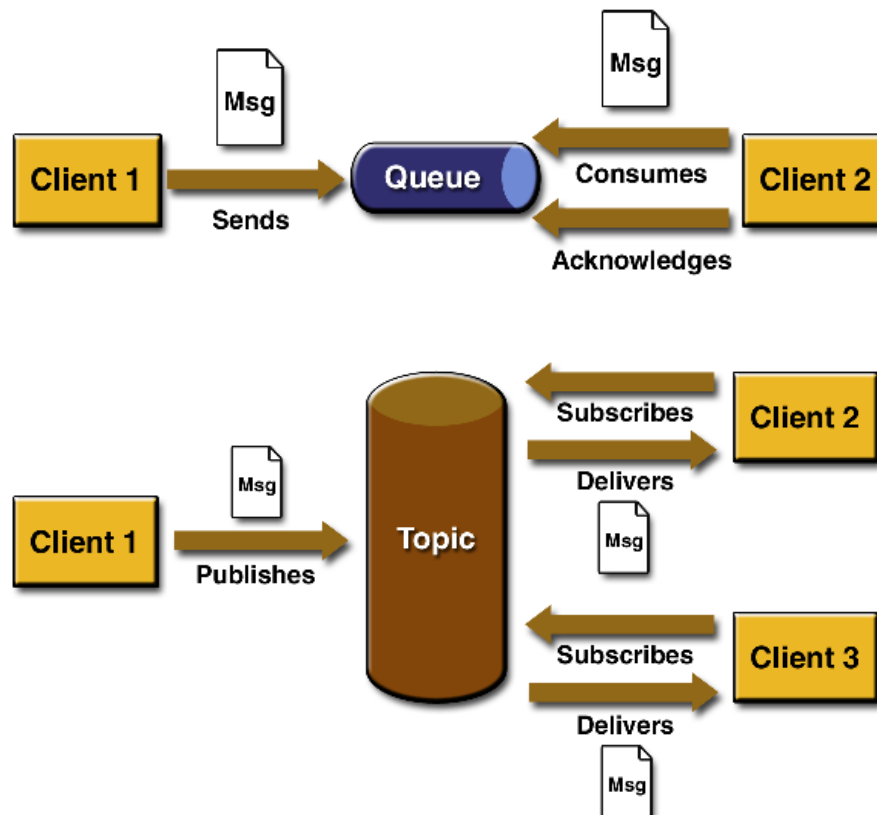 Msg
Msg
Client 1
Queue
Consumes
Client 2
Sends
Acknowledges
Subscribes
Client 2
Msg
Delivers
Client 1
Topic
Msg
Publishes
Subscribes
Client 3
Delivers
Msg